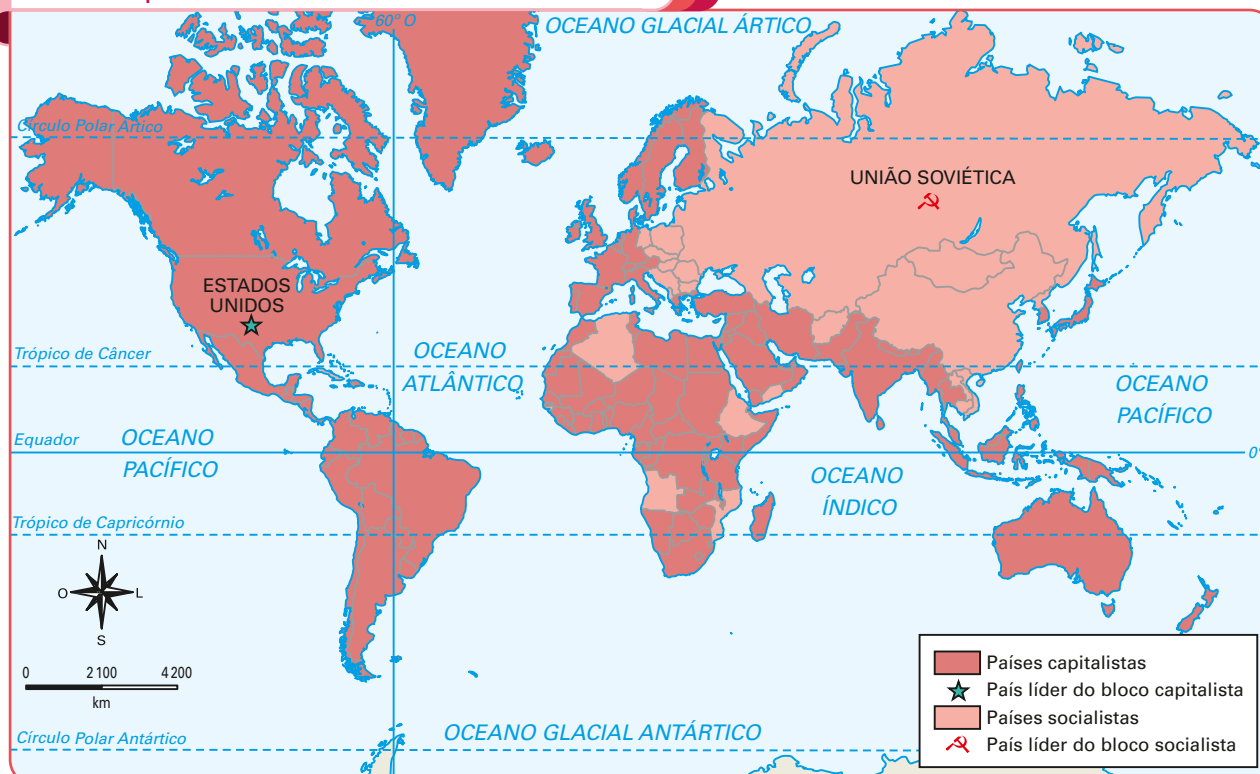 60° O
OCEANO GLACIAL ÁRTICO
Círculo Polar Ártico
UNIÃO SOVIÉTICA
ESTADOS
UNIDOS
Trópico de Câncer
OCEANO
ATLÂNTICO
OCEANO
PACÍFICO
Equador
OCEANO
PACÍFICO
0°
OCEANO
ÍNDICO
Trópico de Capricórnio
N
O
L
S
0 2 100 4 200
km
Países capitalistas
País líder do bloco capitalista
Países socialistas
País líder do bloco socialista
OCEANO GLACIAL ANTÁRTICO
Círculo Polar Antártico